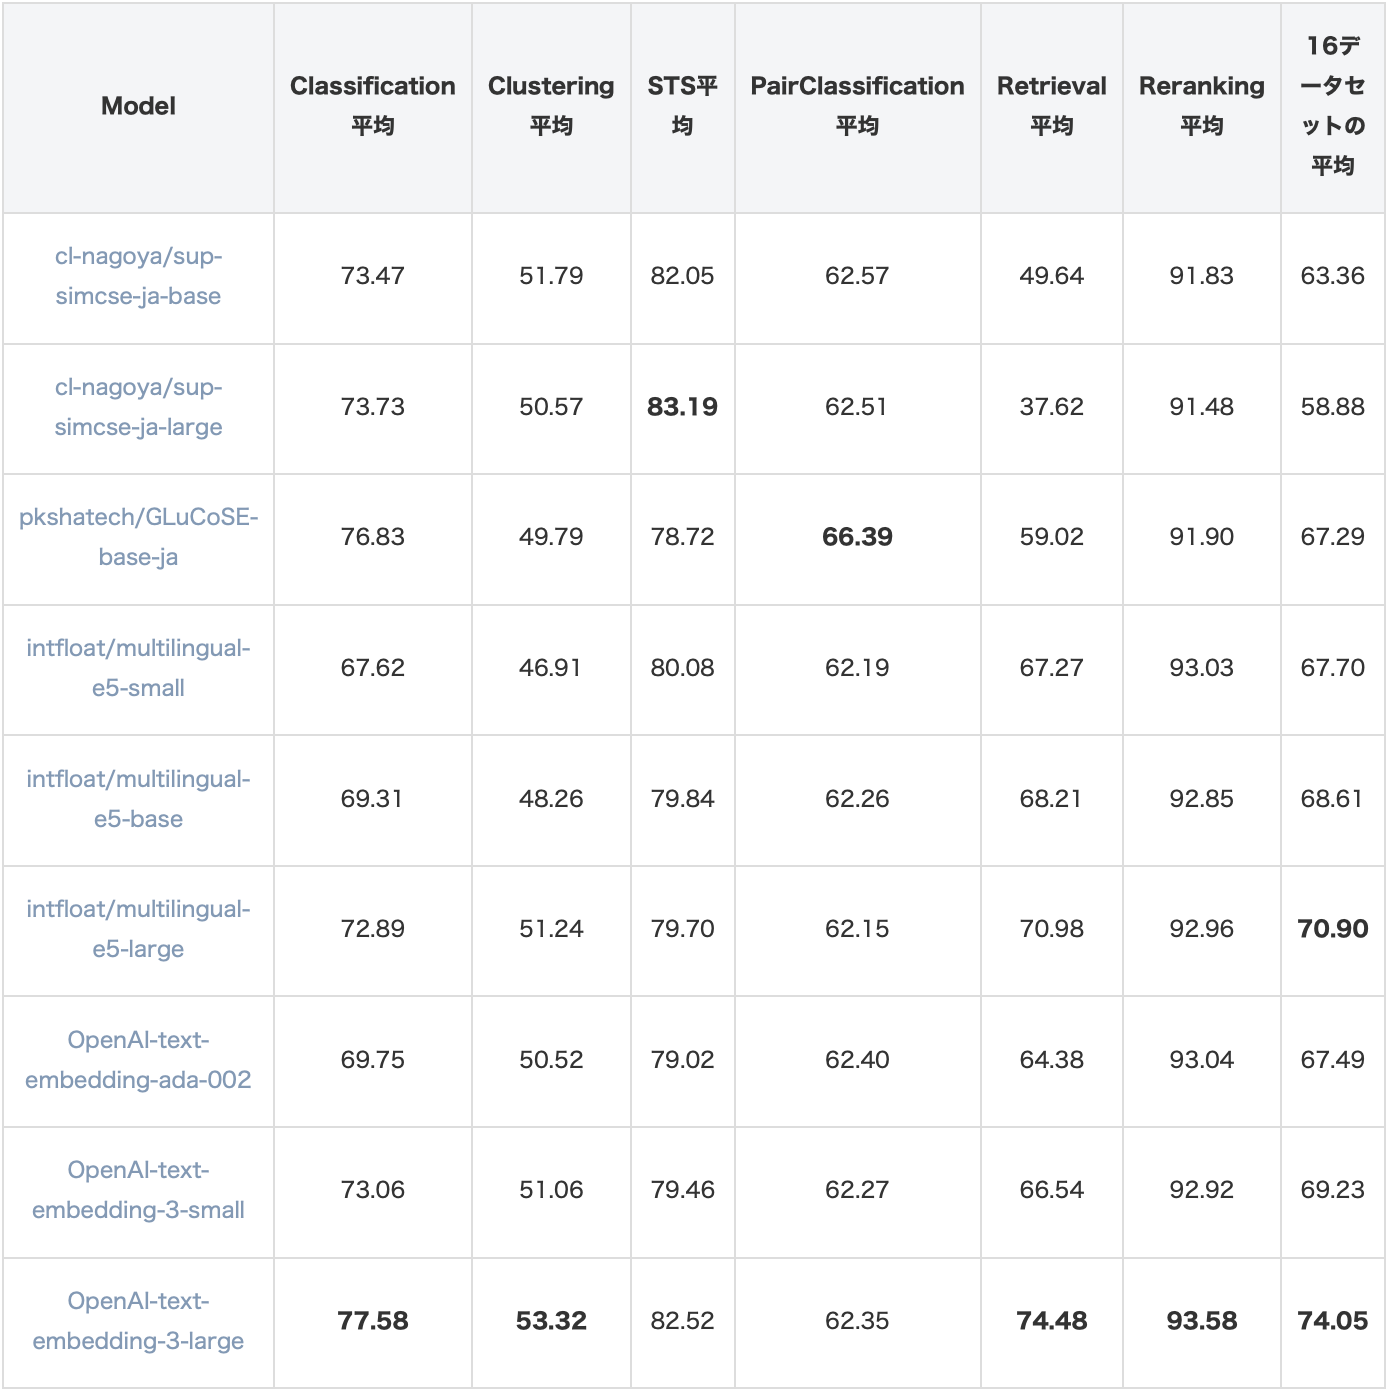 Model
Classification
平均
Clustering
平均
STS平
均
PairClassification
平均
Retrieval
平均
Reranking
平均
16デ
ータセ
ットの
平均
cl-nagoya/sup-
simcse-ja-base
73.47
51.79
82.05
62.57
49.64
91.83
63.36
cl-nagoya/sup-
simcse-ja-large
73.73
50.57
83.19
62.51
37.62
91.48
58.88
pkshatech/GLuCoSE-
base-ja
76.83
49.79
78.72
66.39
59.02
91.90
67.29
intfloat/multilingual-
e5-small
67.62
46.91
80.08
62.19
67.27
93.03
67.70
intfloat/multilingual-
e5-base
69.31
48.26
79.84
62.26
68.21
92.85
68.61
intfloat/multilingual-
e5-large
72.89
51.24
79.70
62.15
70.98
92.96
70.90
OpenAI-text-
embedding-ada-002
69.75
50.52
79.02
62.40
64.38
93.04
67.49
OpenAI-text-
embedding-3-small
73.06
51.06
79.46
62.27
66.54
92.92
69.23
OpenAI-text-
embedding-3-large
77.58
53.32
82.52
62.35
74.48
93.58
74.05